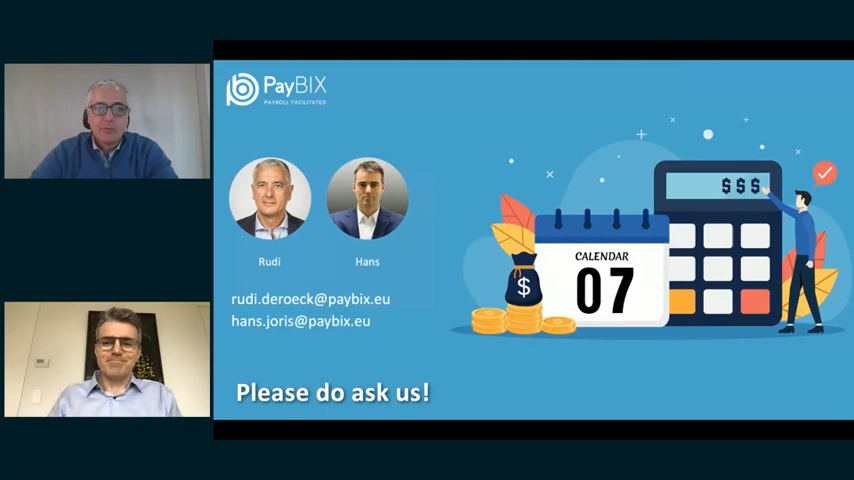 PayBIX
PAYROLL FACILITATED
Rudi
Hans
rudi.deroeck@paybix.eu
hans.joris@paybix.eu
Please do ask us!
$$$
CALENDAR
07
$